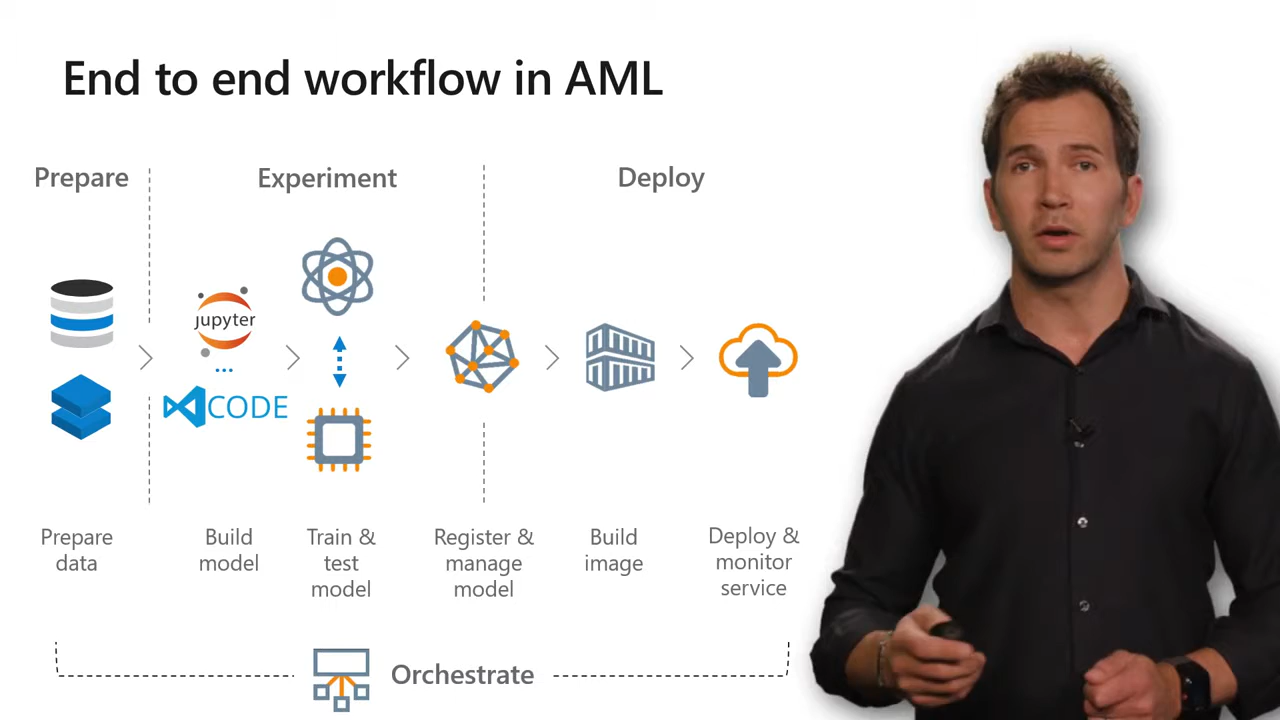 End to end workflow in AML
Prepare
Experiment
Deploy
jupyter
...
CODE
Prepare
data
Build
model
Train &
test
model
Register &
manage
model
Build
image
Deploy &
monitor
service
Orchestrate